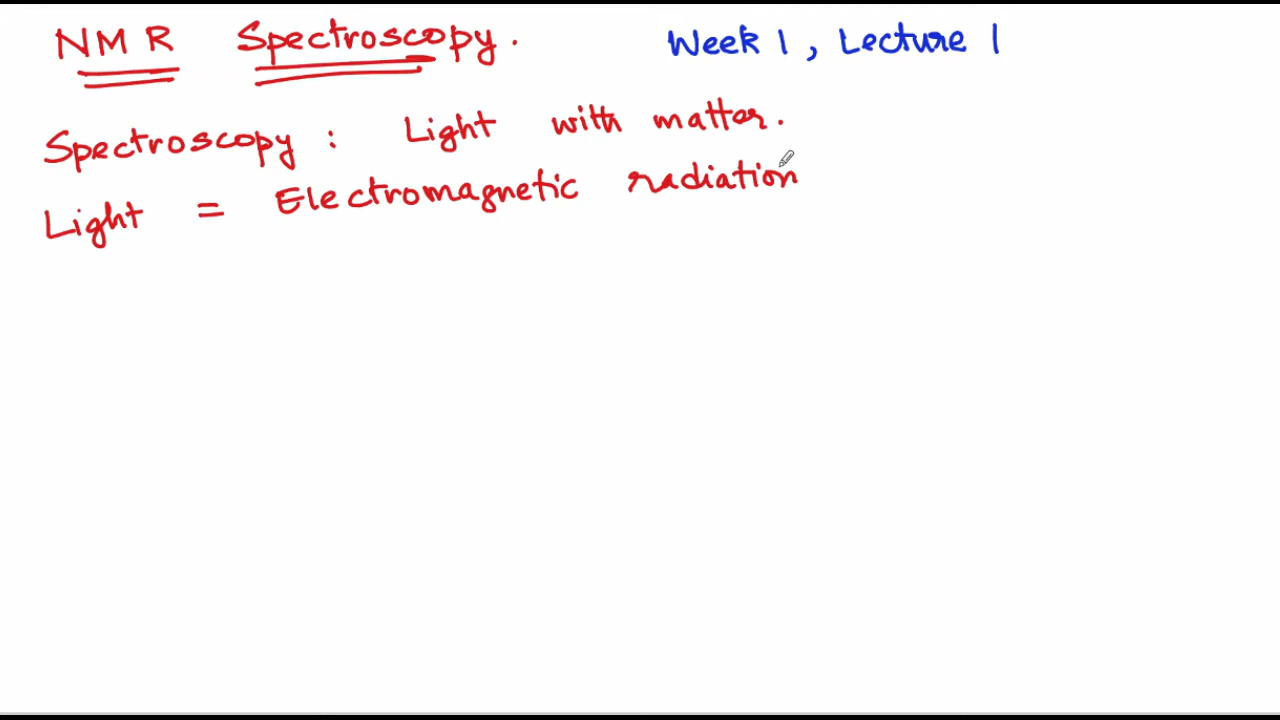 NMR Spectroscopy. Week 1, Lecture 1
Spectroscopy: Light with matter.
Light = Electromagnetic radiation